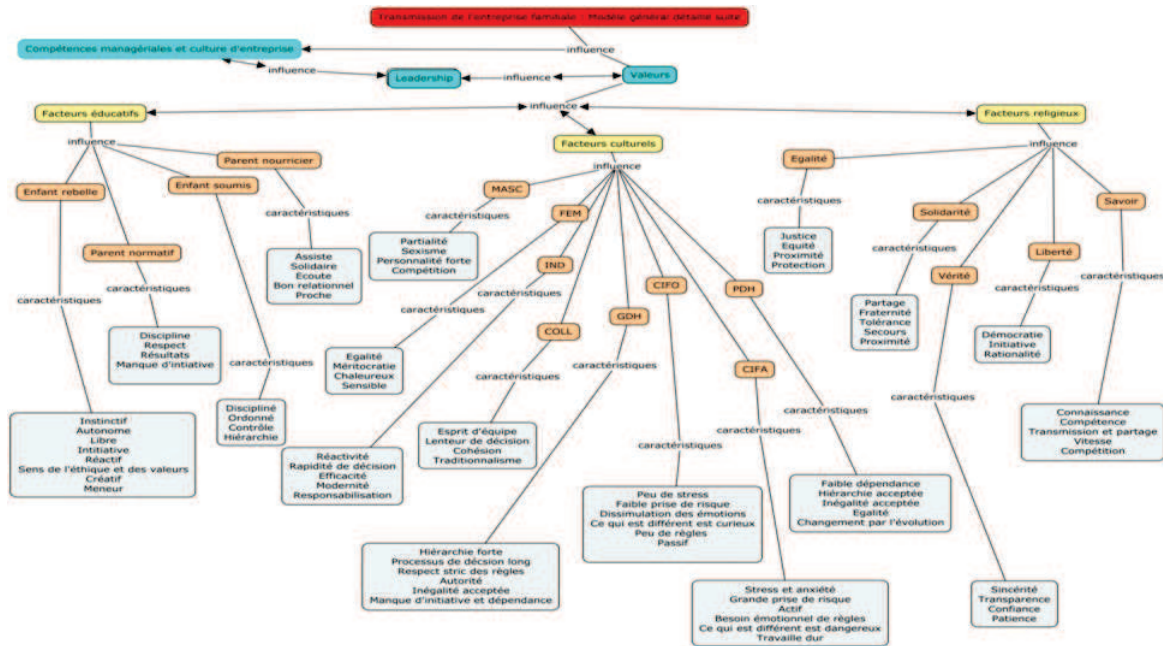 Transmission de l'entreprise familiale : Modèle général détaillé suite
Compétences managériales et culture d'entreprise
influence
influence
Leadership
influence
Valeurs
influence
Facteurs éducatifs
Facteurs religieux
influence
Facteurs culturels
influence
Parent nourricier
influence
Egalité
Enfant rebelle
Enfant soumis
MASC
Savoir
caractéristiques
caractéristiques
caractéristiques
FEM
Solidarité
Assiste
Solidaire
Ecoute
Bon relationnel
Proche
Partialité
Sexisme
Personnalité forte
Compétition
Justice
Equité
Proximité
Protection
Parent normatif
IND
Liberté
caractéristiques
Vérité
caractéristiques
caractéristiques
caractéristiques
caractéristiques
CIFO
PDH
caractéristiques
caractéristiques
GDH
COLL
Partage
Fraternité
Tolérance
Secours
Proximité
Démocratie
Initiative
Rationalité
Discipline
Respect
Résultats
Manque d'intiative
caractéristiques
Egalité
Méritocratie
Chaleureux
Sensible
caractéristiques
caractéristiques
CIFA
caractéristiques
Discipliné
Ordonné
Contrôle
Hiérarchie
caractéristiques
caractéristiques
Connaissance
Compétence
Transmission et partage
Vitesse
Compétition
Instinctif
Autonome
Libre
Intitiative
Réactif
Sens de l'éthique et des valeurs
Créatif
Meneur
Esprit d'équipe
Lenteur de décision
Cohésion
Traditionnalisme
caractéristiques
caractéristiques
Réactivité
Rapidité de décision
Efficacité
Modernité
Responsabilisation
Faible dépendance
Hiérarchie acceptée
Inégalité acceptée
Egalité
Changement par l'évolution
Peu de stress
Faible prise de risque
Dissimulation des émotions
Ce qui est différent est curieux
Peu de règles
Passif
Hiérarchie forte
Processus de décsion long
Respect stric des règles
Autorité
Inégalité acceptée
Manque d'initiative et dépendance
Stress et anxiété
Grande prise de risque
Actif
Besoin émotionnel de règles
Ce qui est différent est dangereux
Travaille dur
Sincérité
Transparence
Confiance
Patience